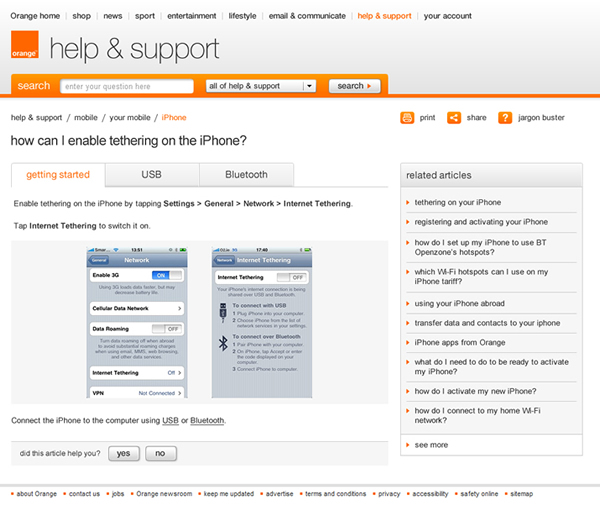 Orange home | shop | news | sport | entertainment | lifestyle | email & communicate | help & support | your account
orange™
help & support
search
enter your question here
all of help & support
search
help & support / mobile / your mobile / iPhone
print
share
? jargon buster
how can I enable tethering on the iPhone?
getting started
USB
Bluetooth
Enable tethering on the iPhone by tapping Settings > General > Network > Internet Tethering.
Tap Internet Tethering to switch it on.
13:51
General
Network
Enable 3G
ON
Using 3G loads data faster, but may
decrease battery life.
Cellular Data Network
Data Roaming
OFF
Turn data roaming off when abroad
to avoid substantial roaming charges
when using email, MMS, web browsing,
and other data services.
Internet Tethering Off
VPN Not Connected
17:40
Network
Internet Tethering
Internet Tethering
OFF
Your iPhone's internet connection is being
shared over USB and Bluetooth.
To connect with USB
1 Plug iPhone into your computer.
2 Choose iPhone from the list of
network services in your settings.
To connect over Bluetooth
1 Pair iPhone with your computer.
2 On iPhone, tap Accept or enter
the code displayed on your
computer.
3 Connect iPhone to computer.
Connect the iPhone to the computer using USB or Bluetooth.
did this article help you?
yes
no
related articles
tethering on your iPhone
registering and activating your iPhone
how do I set up my iPhone to use BT
Openzone's hotspots?
which Wi-Fi hotspots can I use on my
iPhone tariff?
using your iPhone abroad
transfer data and contacts to your iphone
iPhone apps from Orange
what do I need to do to be ready to activate
my iPhone?
how do I activate my new iPhone?
how do I connect to my home Wi-Fi
network?
see more
about Orange
contact us
jobs
Orange newsroom
keep me updated
advertise
terms and conditions
privacy
accessibility
safety online
sitemap